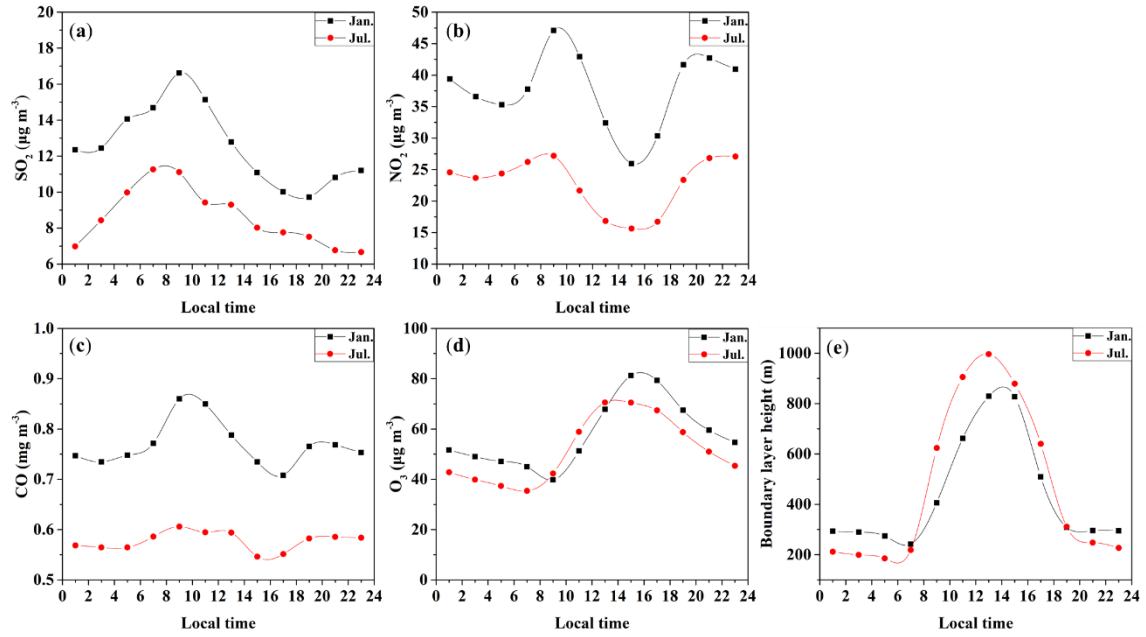 (a)
Jan.
Jul.
SO₂ (µg m⁻³)
20
18
16
14
12
10
8
6
0 2 4 6 8 10 12 14 16 18 20 22 24
Local time
(b)
Jan.
Jul.
NO₂ (µg m⁻³)
50
45
40
35
30
25
20
15
10
0 2 4 6 8 10 12 14 16 18 20 22 24
Local time
(c)
Jan.
Jul.
CO (mg m⁻³)
1.0
0.9
0.8
0.7
0.6
0.5
0 2 4 6 8 10 12 14 16 18 20 22 24
Local time
(d)
Jan.
Jul.
O₃ (µg m⁻³)
100
80
60
40
20
0
0 2 4 6 8 10 12 14 16 18 20 22 24
Local time
(e)
Jan.
Jul.
Boundary layer height (m)
1000
800
600
400
200
0 2 4 6 8 10 12 14 16 18 20 22 24
Local time